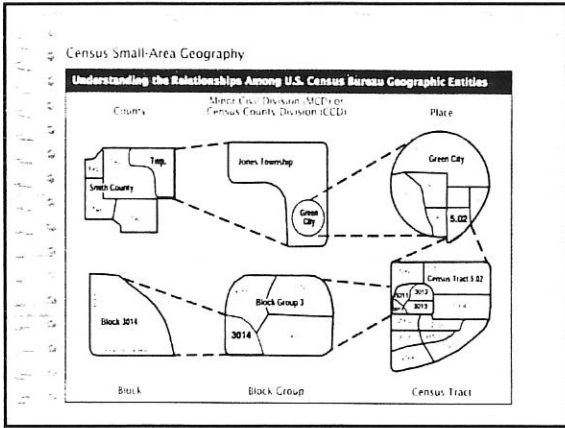 Census Small-Area Geography
Understanding the Relationships Among U.S. Census Bureau Geographic Entities
County
Minor Civil Division (MCD) or
Census County Division (CCD)
Place
Twp.
Smith County
Jones Township
Green
City
Green City
5.02
Block 3014
Block Group 3
3014
Census Tract 5.02
3011
3012
3013
Block
Block Group
Census Tract